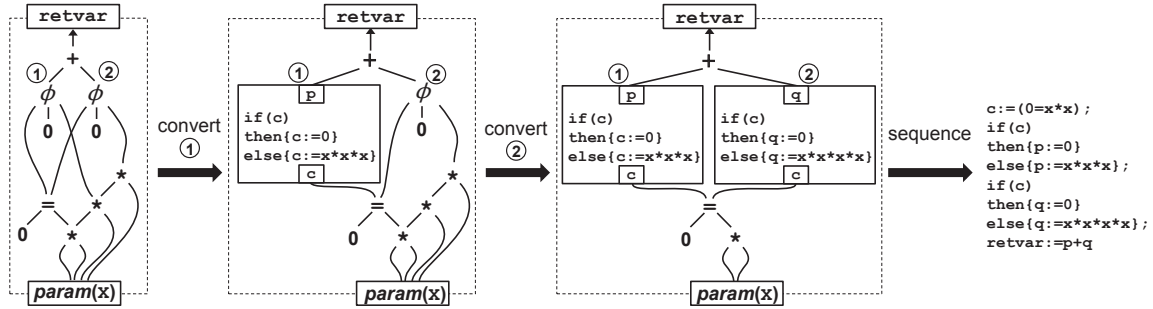 retvar
+
1 2
ϕ ϕ
0 0
*
= *
0 *
param(x)
convert
1
retvar
+
1 2
p ϕ
if(c)
then{c:=0}
else{c:=x*x*x}
c
0
*
= *
0 *
param(x)
convert
2
retvar
+
1 2
p q
if(c)
then{c:=0}
else{c:=x*x*x}
c
if(c)
then{q:=0}
else{q:=x*x*x*x}
c
=
0 *
param(x)
sequence
c:=(0=x*x);
if(c)
then{p:=0}
else{p:=x*x*x};
if(c)
then{q:=0}
else{q:=x*x*x*x};
retvar:=p+q